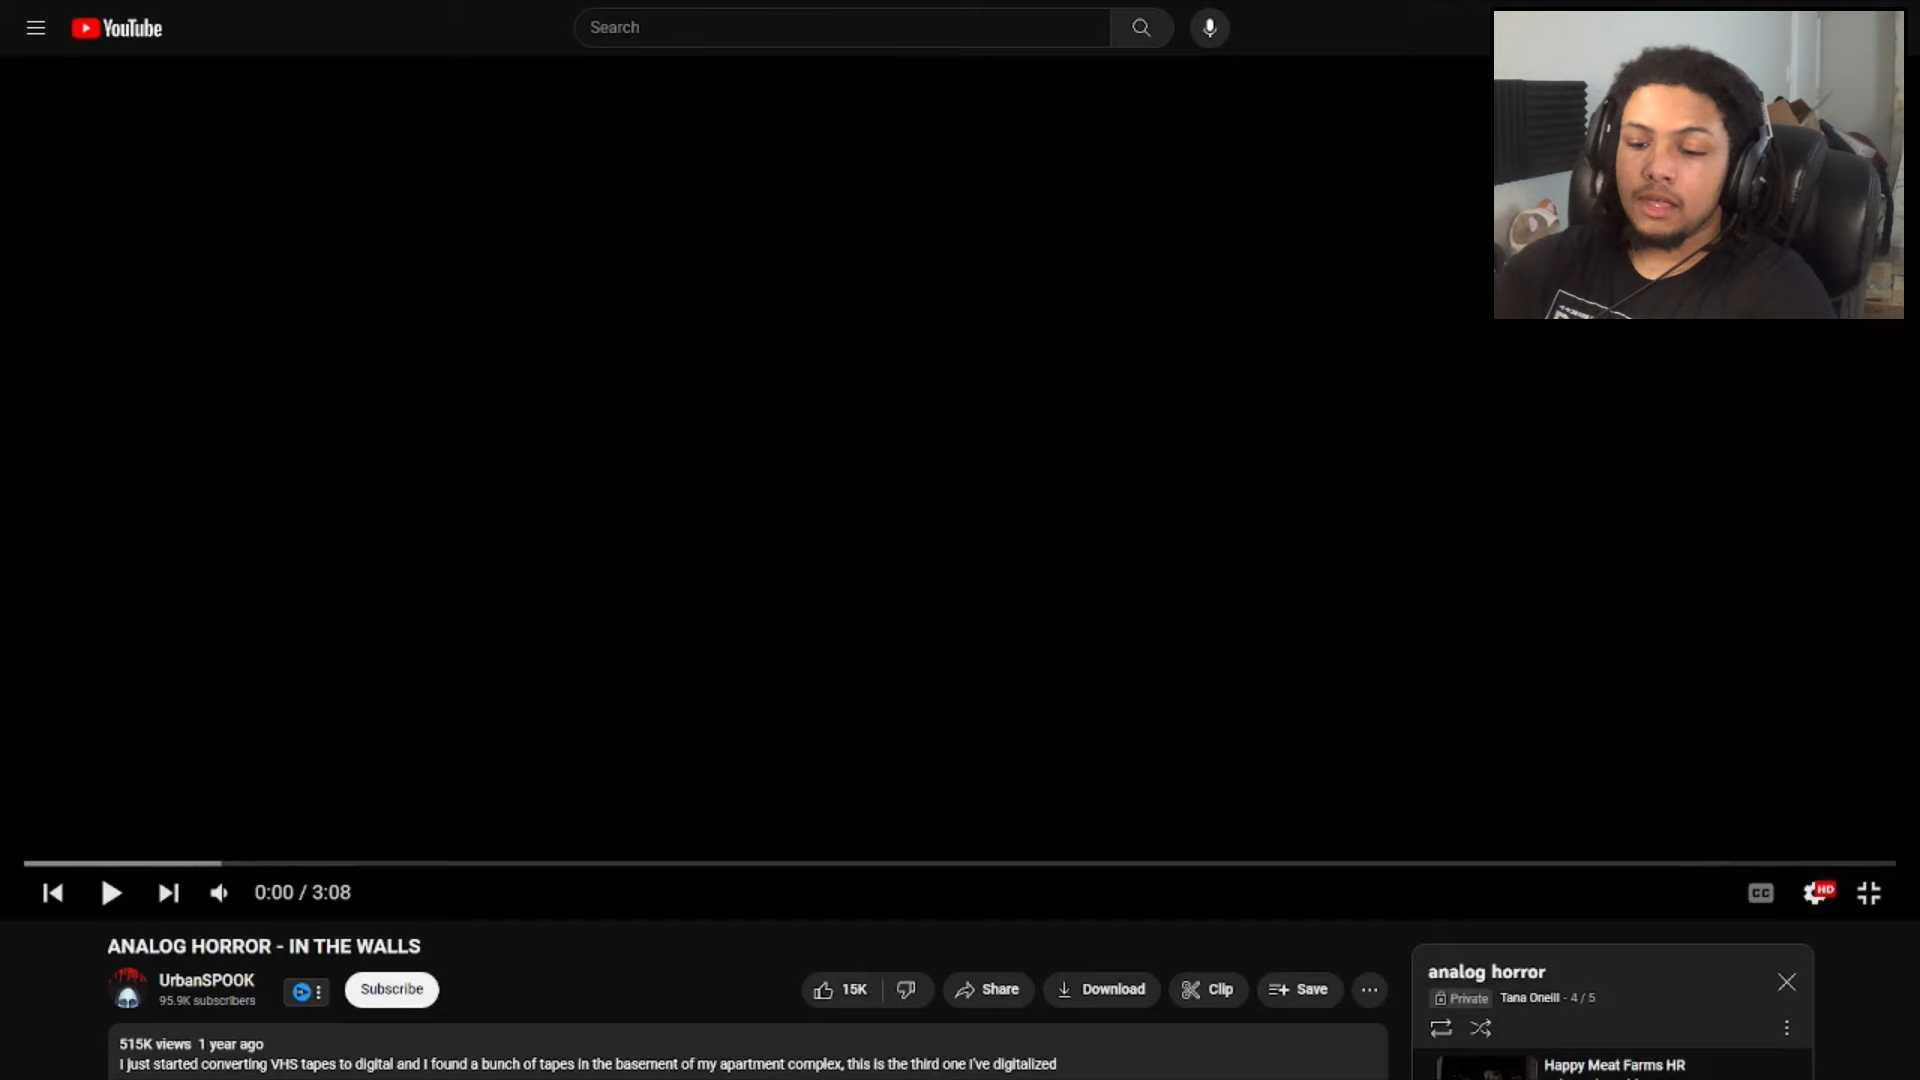 YouTube
Search
0:00 / 3:08
CC
HD
ANALOG HORROR - IN THE WALLS
UrbanSPOOK
95.9K subscribers
Subscribe
15K
Share
Download
Clip
Save
515K views 1 year ago
I just started converting VHS tapes to digital and I found a bunch of tapes in the basement of my apartment complex, this is the third one I've digitalized
analog horror
Private
Tana Oneill - 4 / 5
Happy Meat Farms HR